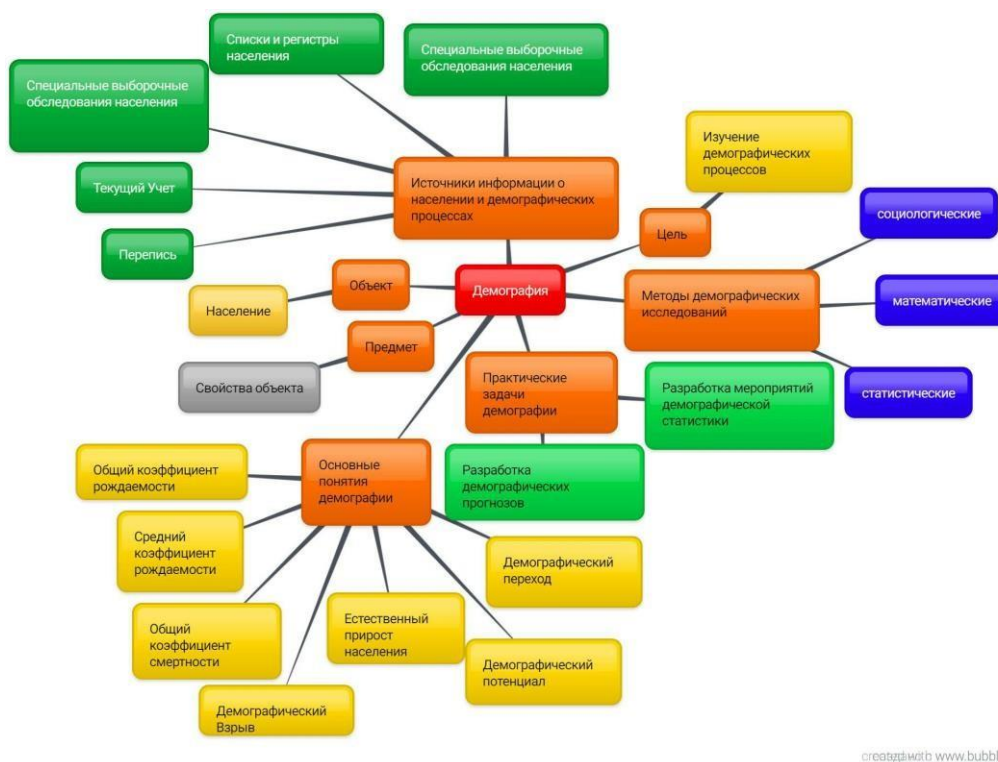 Списки и регистры
населения
Специальные выборочные
обследования населения
Специальные выборочные
обследования населения
Изучение
демографических
процессов
Источники информации о
населении и демографических
процессах
Текущий Учет
социологические
Цель
Перепись
Объект
Демография
Методы демографических
исследований
математические
Население
Предмет
Свойства объекта
Практические
задачи
демографии
Разработка мероприятий
демографической
статистики
статистические
Общий коэффициент
рождаемости
Основные
понятия
демографии
Разработка
демографических
прогнозов
Средний
коэффициент
рождаемости
Демографический
переход
Общий
коэффициент
смертности
Естественный
прирост
населения
Демографический
потенциал
Демографический
Взрыв
www.bubbl